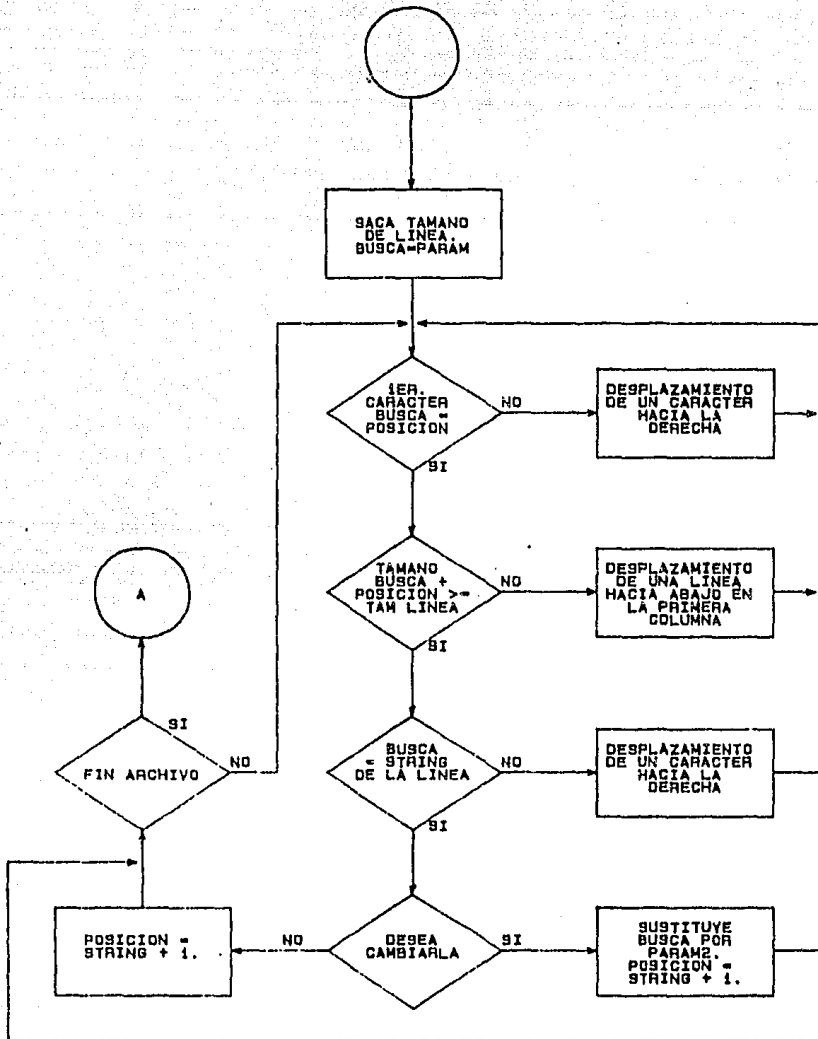 SACA TAMANO
DE LINEA.
BUSCA=PARAM
1ER.
CARACTER
BUSCA =
POSICION
NO
SI
DESPLAZAMIENTO
DE UN CARACTER
HACIA LA
DERECHA
TAMANO
BUSCA +
POSICION >=
TAM LINEA
NO
SI
DESPLAZAMIENTO
DE UNA LINEA
HACIA ABAJO EN
LA PRIMERA
COLUMNA
A
SI
FIN ARCHIVO
NO
BUSCA
= STRING
DE LA LINEA
NO
SI
DESPLAZAMIENTO
DE UN CARACTER
HACIA LA
DERECHA
POSICION =
STRING + 1.
NO
DESEA
CAMBIARLA
SI
SUSTITUYE
BUSCA POR
PARAM2.
POSICION =
STRING + 1.